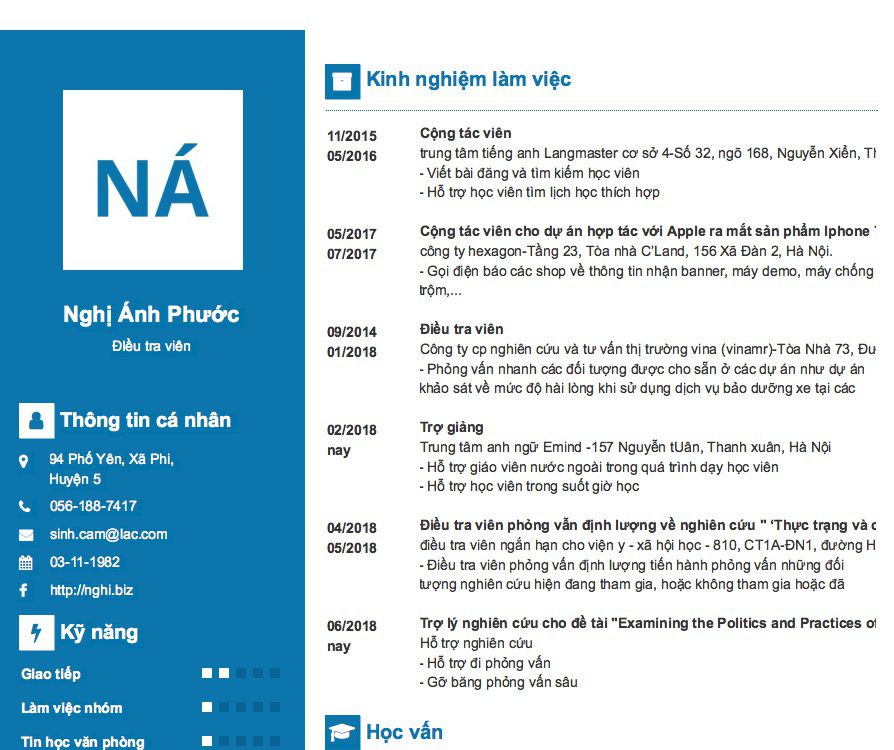 NÁ
Nghị Ánh Phước
Điều tra viên
Thông tin cá nhân
94 Phố Yên, Xã Phi,
Huyện 5
056-188-7417
sinh.cam@lac.com
03-11-1982
http://nghi.biz
Kỹ năng
Giao tiếp
Làm việc nhóm
Tin học văn phòng
Kinh nghiệm làm việc
11/2015
05/2016
Cộng tác viên
trung tâm tiếng anh Langmaster cơ sở 4-Số 32, ngõ 168, Nguyễn Xiển,
- Viết bài đăng và tìm kiếm học viên
- Hỗ trợ học viên tìm lịch học thích hợp
05/2017
07/2017
Cộng tác viên cho dự án hợp tác với Apple ra mắt sản phẩm Iphone
công ty hexagon-Tầng 23, Tòa nhà C’Land, 156 Xã Đàn 2, Hà Nội.
- Gọi điện báo các shop về thông tin nhận banner, máy demo, máy chống
trộm,...
09/2014
01/2018
Điều tra viên
Công ty cp nghiên cứu và tư vấn thị trường vina (vinamr)-Tòa Nhà 73,
- Phỏng vấn nhanh các đối tượng được cho sẵn ở các dự án như dự án
khảo sát về mức độ hài lòng khi sử dụng dịch vụ bảo dưỡng xe tại các
02/2018
nay
Trợ giảng
Trung tâm anh ngữ Emind -157 Nguyễn tUân, Thanh xuân, Hà Nội
- Hỗ trợ giáo viên nước ngoài trong quá trình dạy học viên
- Hỗ trợ học viên trong suốt giờ học
04/2018
05/2018
Điều tra viên phỏng vẫn định lượng về nghiên cứu " ‘Thực trạng và
điều tra viên ngắn hạn cho viện y - xã hội học - 810, CT1A-ĐN1, đường
- Điều tra viên phỏng vấn định lượng tiến hành phỏng vấn những đối
tượng nghiên cứu hiện đang tham gia, hoặc không tham gia hoặc đã
06/2018
nay
Trợ lý nghiên cứu cho đề tài "Examining the Politics and Practices of
Hỗ trợ nghiên cứu
- Hỗ trợ đi phỏng vấn
- Gỡ băng phỏng vấn sâu
Học vấn